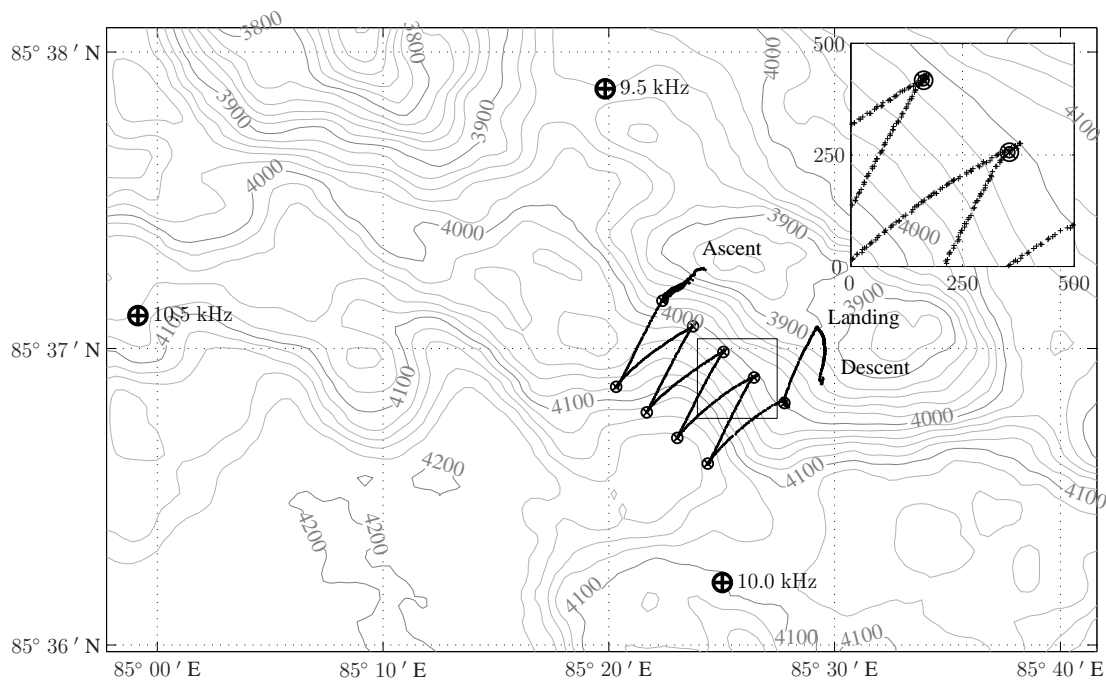 3800
3800
85° 38 ′ N
500
4000
9.5 kHz
3900
3900
4100
250
4000
3900
4000
4000
Ascent
0
0
250
500
10.5 kHz
4100
4000
3900
3900
Landing
85° 37 ′ N
Descent
4100
4100
4000
4200
4100
4100
4200
4200
10.0 kHz
4100
4100
4100
85° 36 ′ N
85° 00 ′ E
85° 10 ′ E
85° 20 ′ E
85° 30 ′ E
85° 40 ′ E